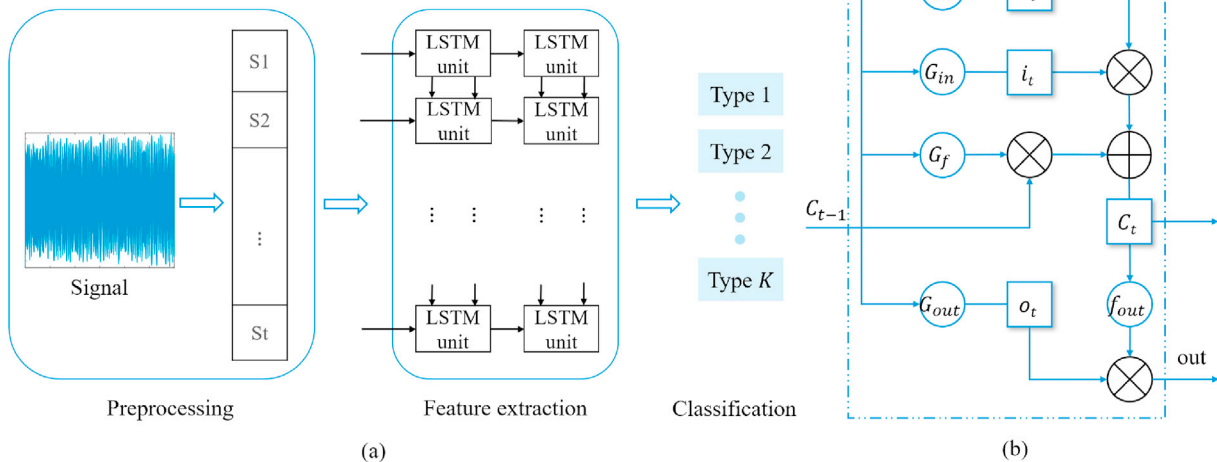 S1
S2
⋮
St
Signal
Preprocessing
LSTM
unit
LSTM
unit
LSTM
unit
LSTM
unit
⋮ ⋮ ⋮ ⋮
LSTM
unit
LSTM
unit
Feature extraction
Type 1
Type 2
Type K
Classification
(a)
G_in
i_t
G_f
C_{t−1}
C_t
G_out
o_t
f_out
out
(b)